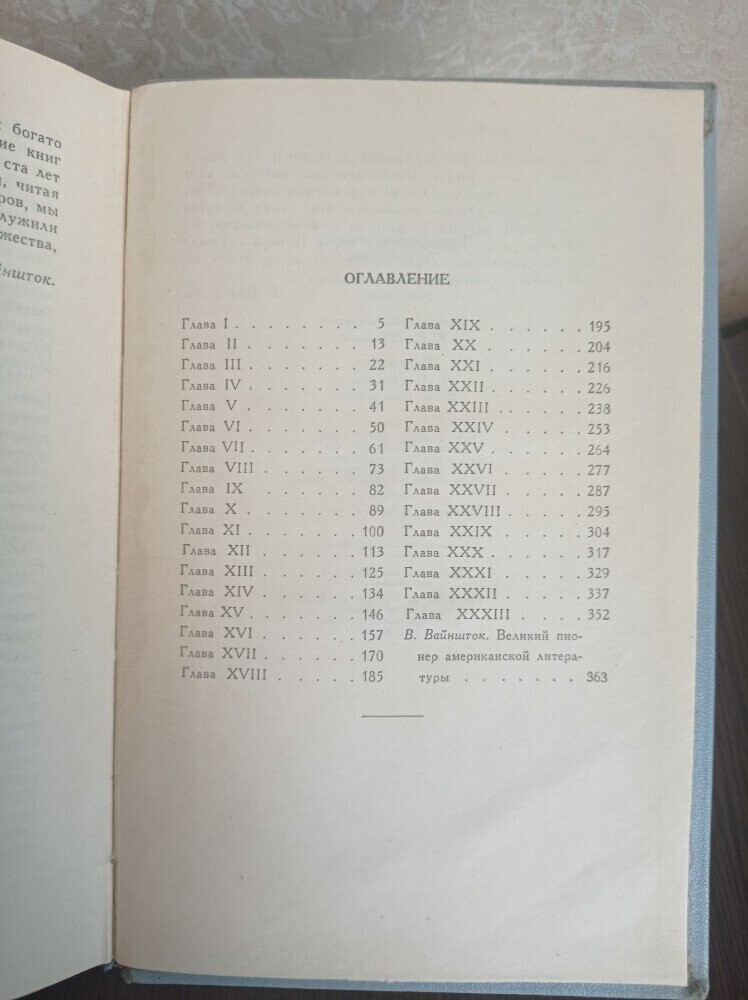 богато
ие книг
ста лет
читая
ров, мы
лужили
жества,
йншток.
ОГЛАВЛЕНИЕ
Глава I . . . . . . . . 5
Глава II . . . . . . . 13
Глава III . . . . . . . 22
Глава IV . . . . . . . 31
Глава V . . . . . . . 41
Глава VI . . . . . . . 50
Глава VII . . . . . . . 61
Глава VIII . . . . . . 73
Глава IX . . . . . . . 82
Глава X . . . . . . . 89
Глава XI . . . . . . . 100
Глава XII . . . . . . 113
Глава XIII . . . . . . 125
Глава XIV . . . . . . 134
Глава XV . . . . . . . 146
Глава XVI . . . . . . 157
Глава XVII . . . . . . 170
Глава XVIII . . . . . 185
Глава XIX . . . . . . 195
Глава XX . . . . . . 204
Глава XXI . . . . . . 216
Глава XXII . . . . . 226
Глава XXIII . . . . . 238
Глава XXIV . . . . . 253
Глава XXV . . . . . 264
Глава XXVI . . . . . 277
Глава XXVII . . . . . 287
Глава XXVIII . . . . . 295
Глава XXIX . . . . . 304
Глава XXX . . . . . 317
Глава XXXI . . . . . 329
Глава XXXII . . . . . 337
Глава XXXIII . . . . 352
В. Вайншток. Великий пио-
нер американской литера-
туры . . . . . . . 363